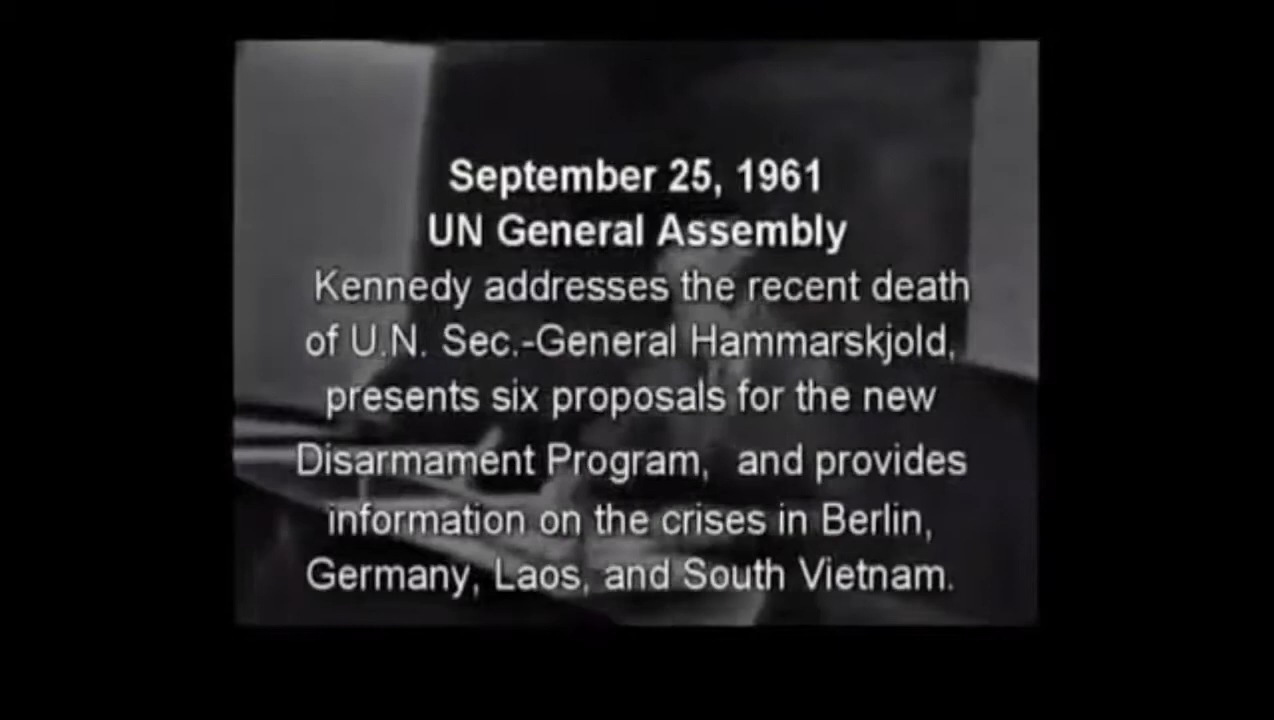 September 25, 1961
UN General Assembly
Kennedy addresses the recent death
of U.N. Sec.-General Hammarskjold,
presents six proposals for the new
Disarmament Program, and provides
information on the crises in Berlin,
Germany, Laos, and South Vietnam.